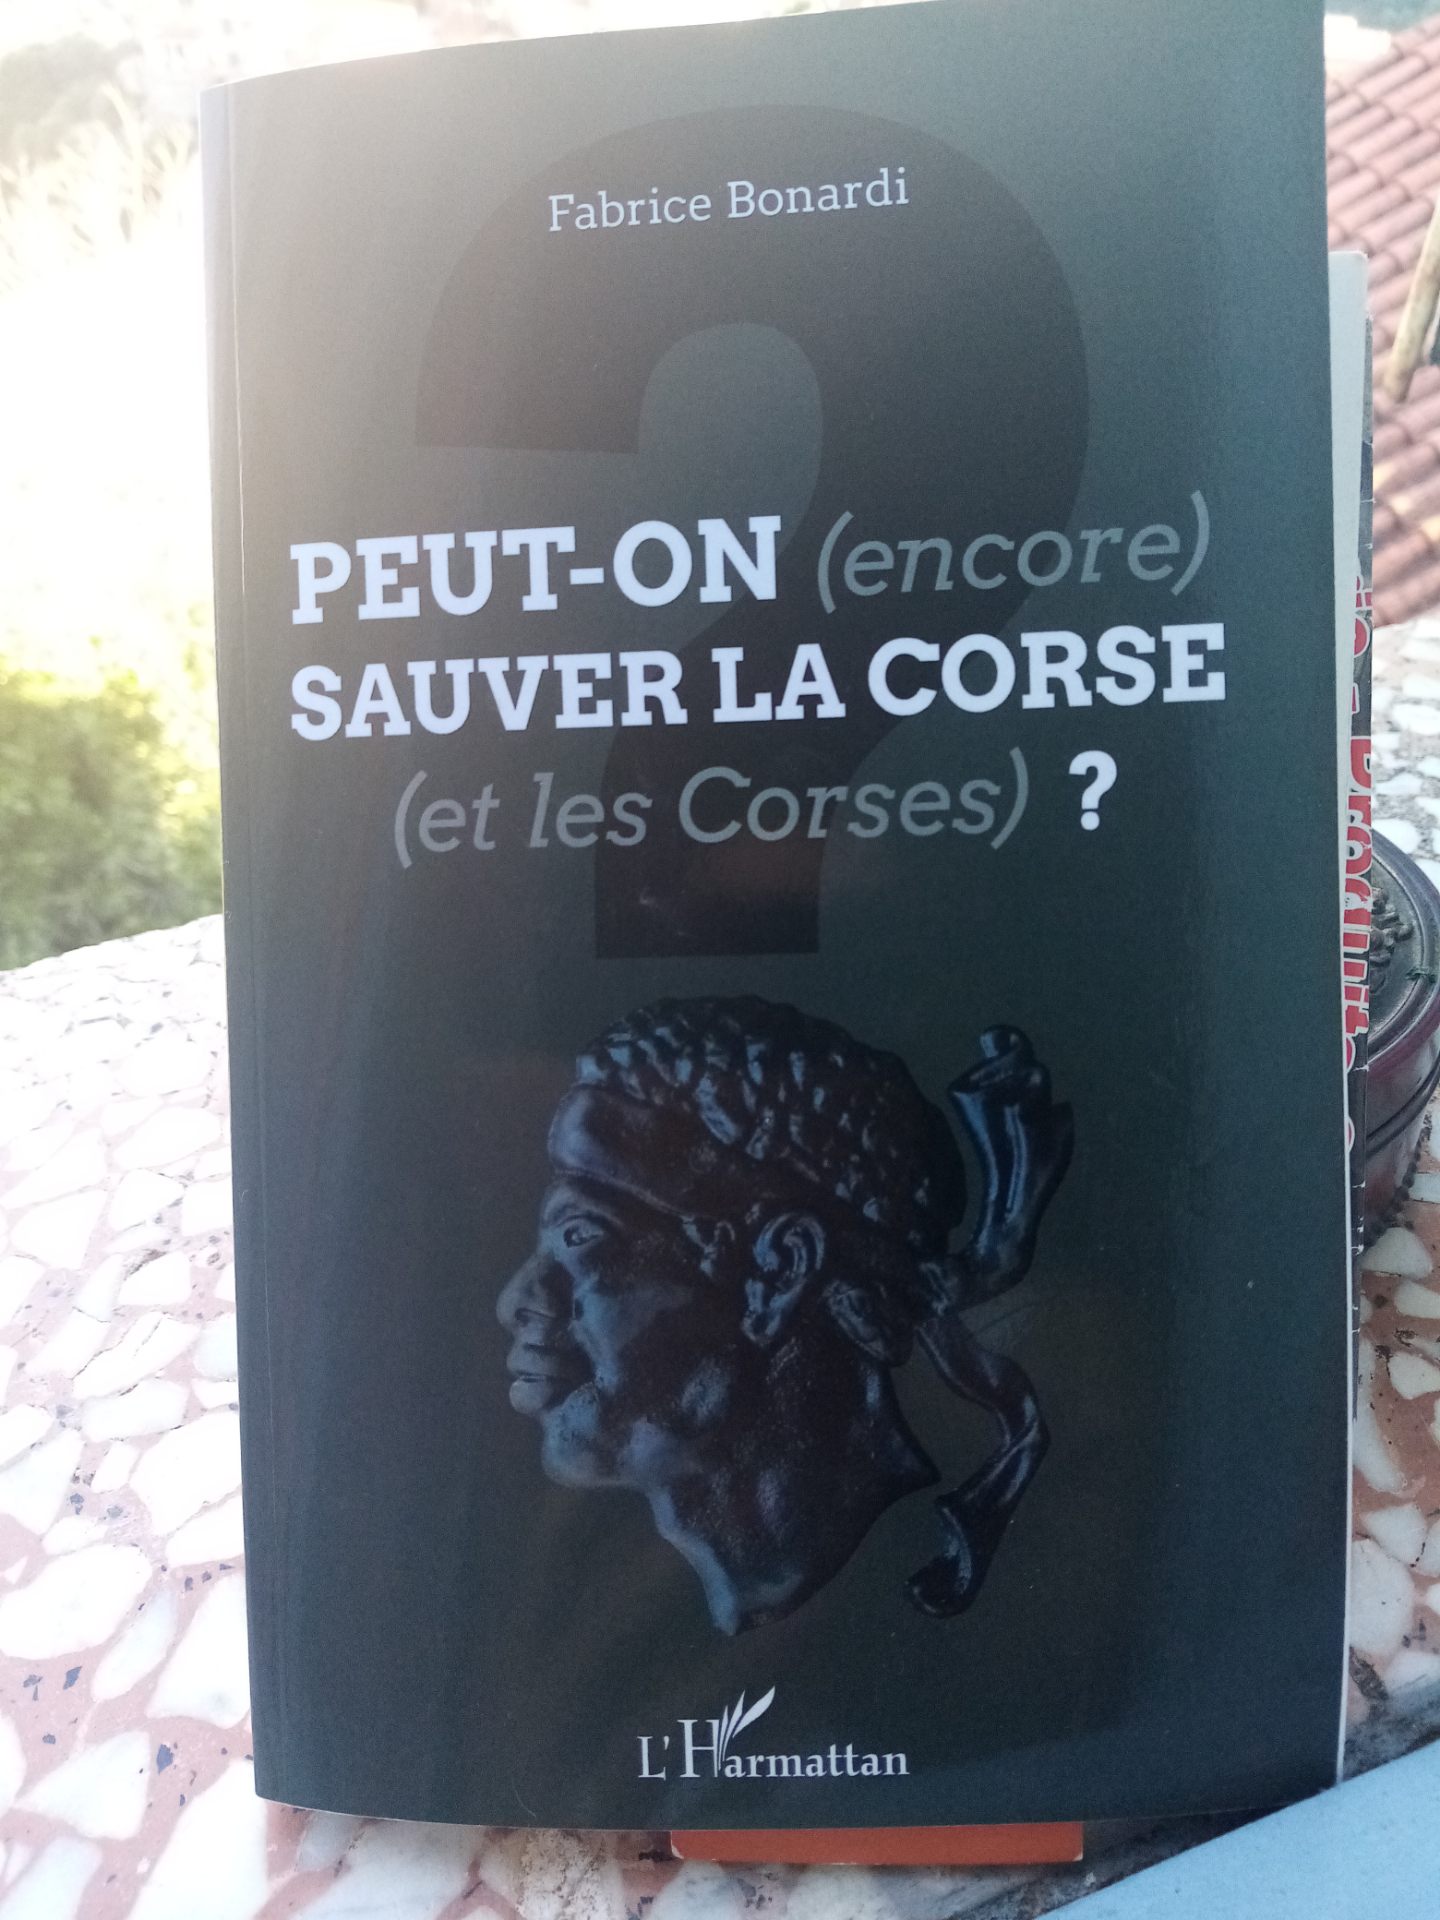 Fabrice Bonardi
PEUT-ON (encore)
SAUVER LA CORSE
(et les Corses) ?
L'Harmattan